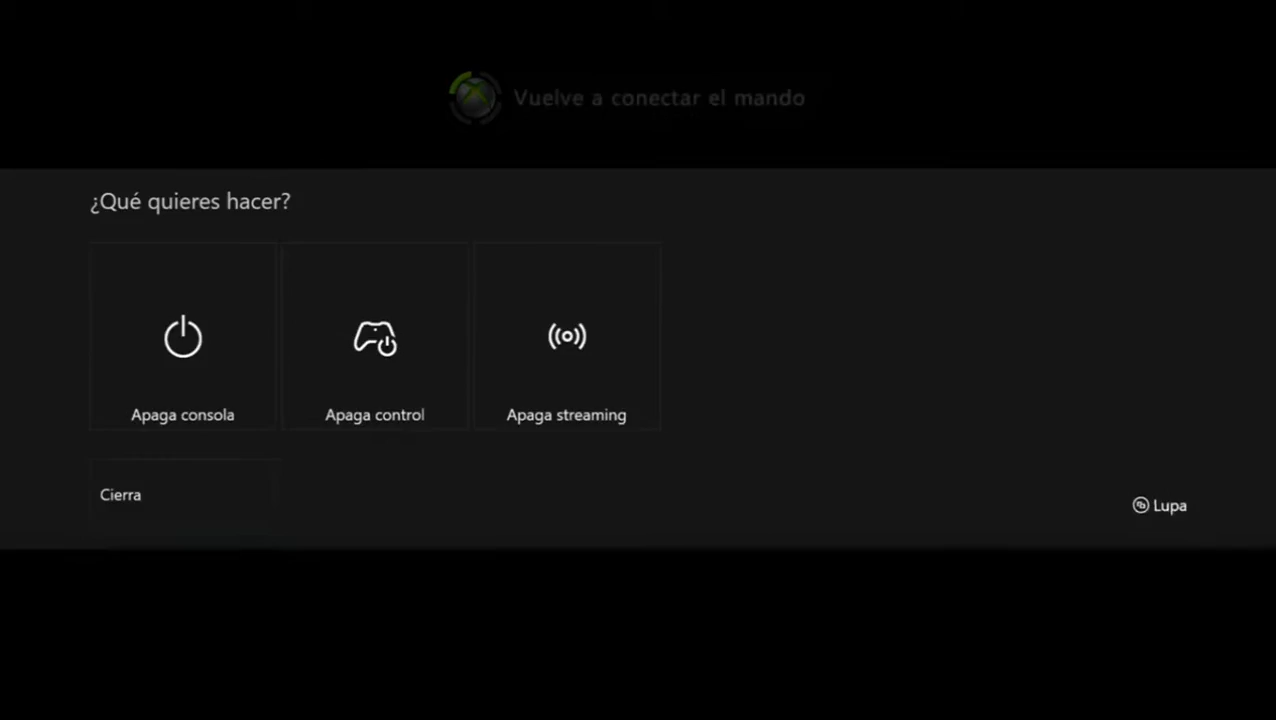 Vuelve a conectar el mando
¿Qué quieres hacer?
Apaga consola
Apaga control
Apaga streaming
Cierra
Lupa